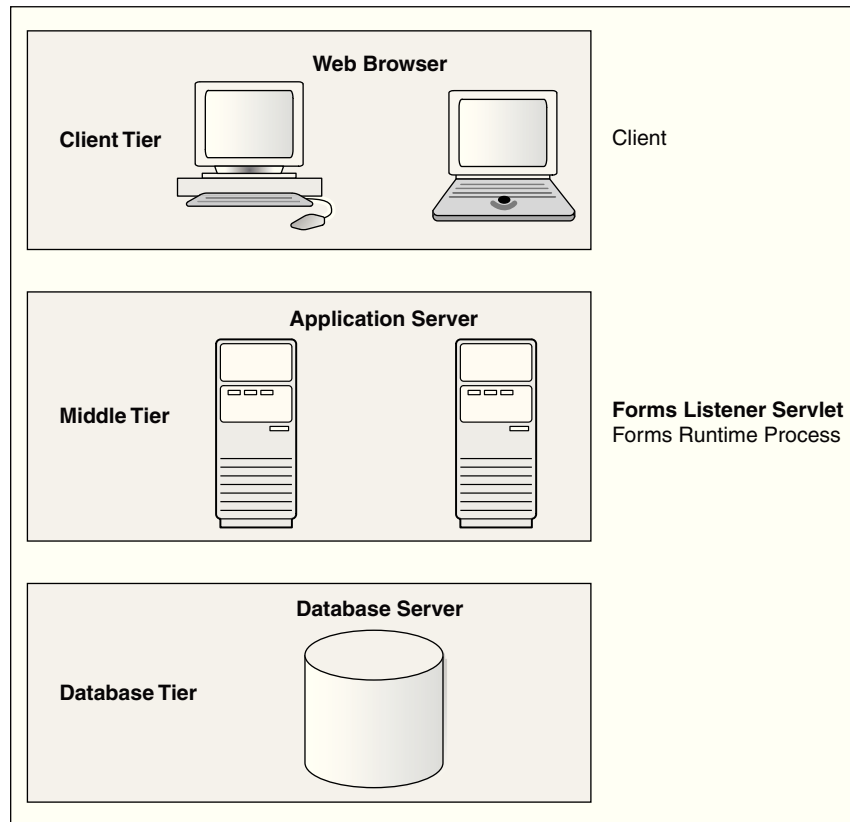 Web Browser
Client Tier
Client
Application Server
Middle Tier
Forms Listener Servlet
Forms Runtime Process
Database Server
Database Tier